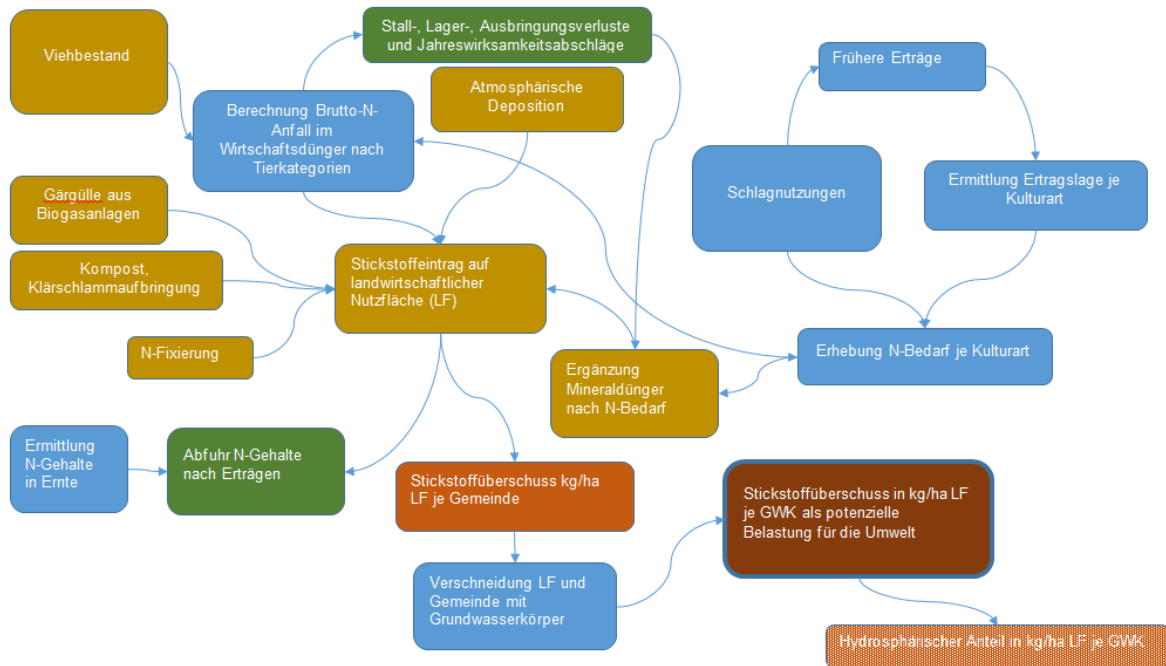 Stall-, Lager-, Ausbringungsverluste
und Jahreswirksamkeitsabschläge
Viehbestand
Frühere Erträge
Atmosphärische
Deposition
Berechnung Brutto-N-
Anfall im
Wirtschaftsdünger nach
Tierkategorien
Schlagnutzungen
Ermittlung Ertragslage je
Kulturart
Gärgülle aus
Biogasanlagen
Kompost,
Klärschlammaufbringung
Stickstoffeintrag auf
landwirtschaftlicher
Nutzfläche (LF)
N-Fixierung
Erhebung N-Bedarf je Kulturart
Ergänzung
Mineraldünger
nach N-Bedarf
Ermittlung
N-Gehalte
in Ernte
Abfuhr N-Gehalte
nach Erträgen
Stickstoffüberschuss kg/ha
LF je Gemeinde
Stickstoffüberschuss in kg/ha LF
je GWK als potenzielle
Belastung für die Umwelt
Verschneidung LF und
Gemeinde mit
Grundwasserkörper
Hydrosphärischer Anteil in kg/ha LF je GWK